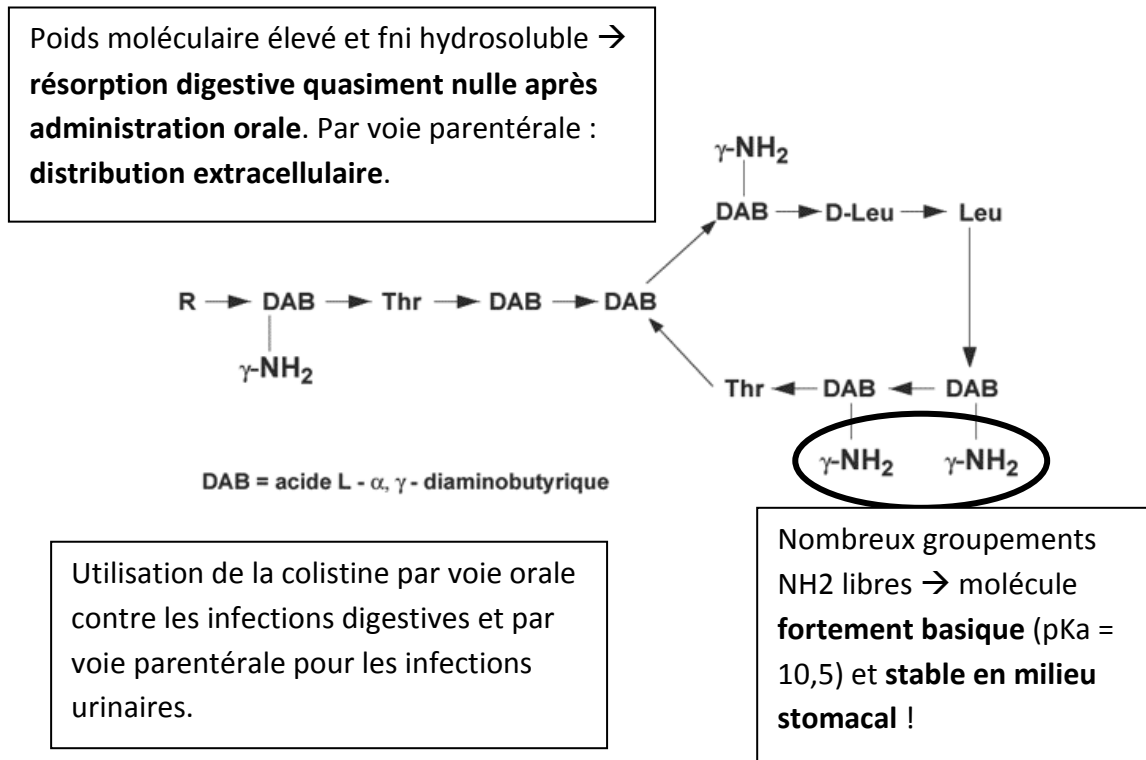 Poids moléculaire élevé et fni hydrosoluble →
résorption digestive quasiment nulle après
administration orale. Par voie parentérale :
distribution extracellulaire.
γ-NH₂
DAB → D-Leu → Leu
R → DAB → Thr → DAB → DAB
γ-NH₂
Thr ← DAB ← DAB
γ-NH₂ γ-NH₂
DAB = acide L - α, γ - diaminobutyrique
Utilisation de la colistine par voie orale
contre les infections digestives et par
voie parentérale pour les infections
urinaires.
Nombreux groupements
NH2 libres → molécule
fortement basique (pKa =
10,5) et stable en milieu
stomacal !